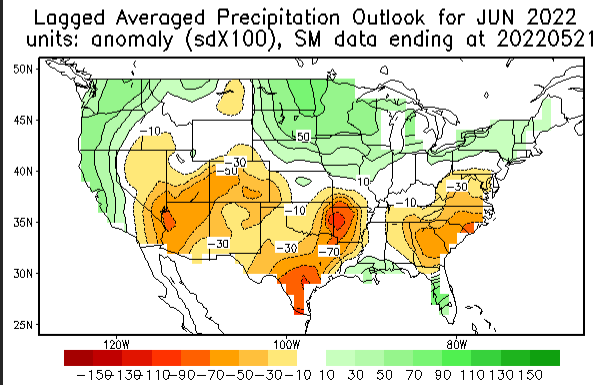 Lagged Averaged Precipitation Outlook for JUN 2022
units: anomaly (sdX100), SM data ending at 20220521
50N
45N
40N
35N
30N
25N
-10
50
-30
-50
10
-30
-10
-10
-30
-30
-70
120W 100W 80W
-150 -130 -110 -90 -70 -50 -30 -10 10 30 50 70 90 110 130 150